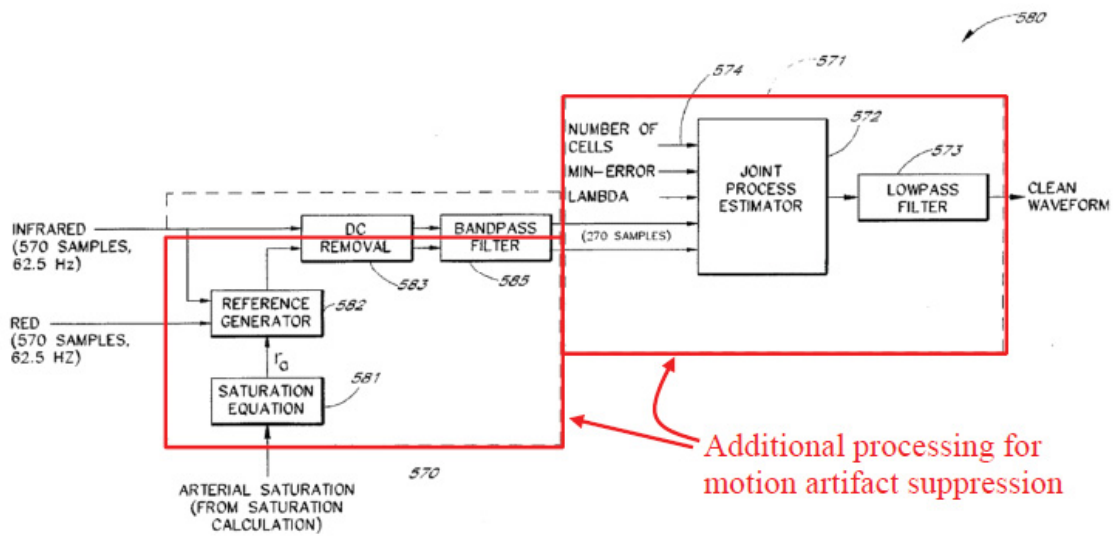 580
574
571
NUMBER OF
CELLS
572
MIN-ERROR
JOINT
PROCESS
ESTIMATOR
573
LAMBDA
LOWPASS
FILTER
CLEAN
WAVEFORM
INFRARED
(570 SAMPLES,
62.5 Hz)
DC
REMOVAL
BANDPASS
FILTER
(270 SAMPLES)
583
585
REFERENCE
GENERATOR
582
RED
(570 SAMPLES,
62.5 HZ)
ra
SATURATION
EQUATION
581
570
Additional processing for
motion artifact suppression
ARTERIAL SATURATION
(FROM SATURATION
CALCULATION)